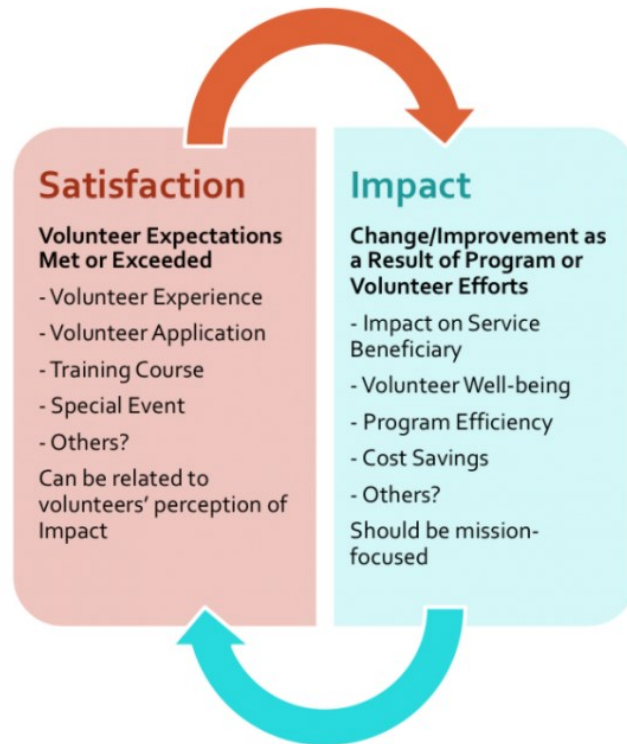 Satisfaction
Volunteer Expectations
Met or Exceeded
- Volunteer Experience
- Volunteer Application
- Training Course
- Special Event
- Others?
Can be related to
volunteers’ perception of
Impact
Impact
Change/Improvement as
a Result of Program or
Volunteer Efforts
- Impact on Service
Beneficiary
- Volunteer Well-being
- Program Efficiency
- Cost Savings
- Others?
Should be mission-
focused